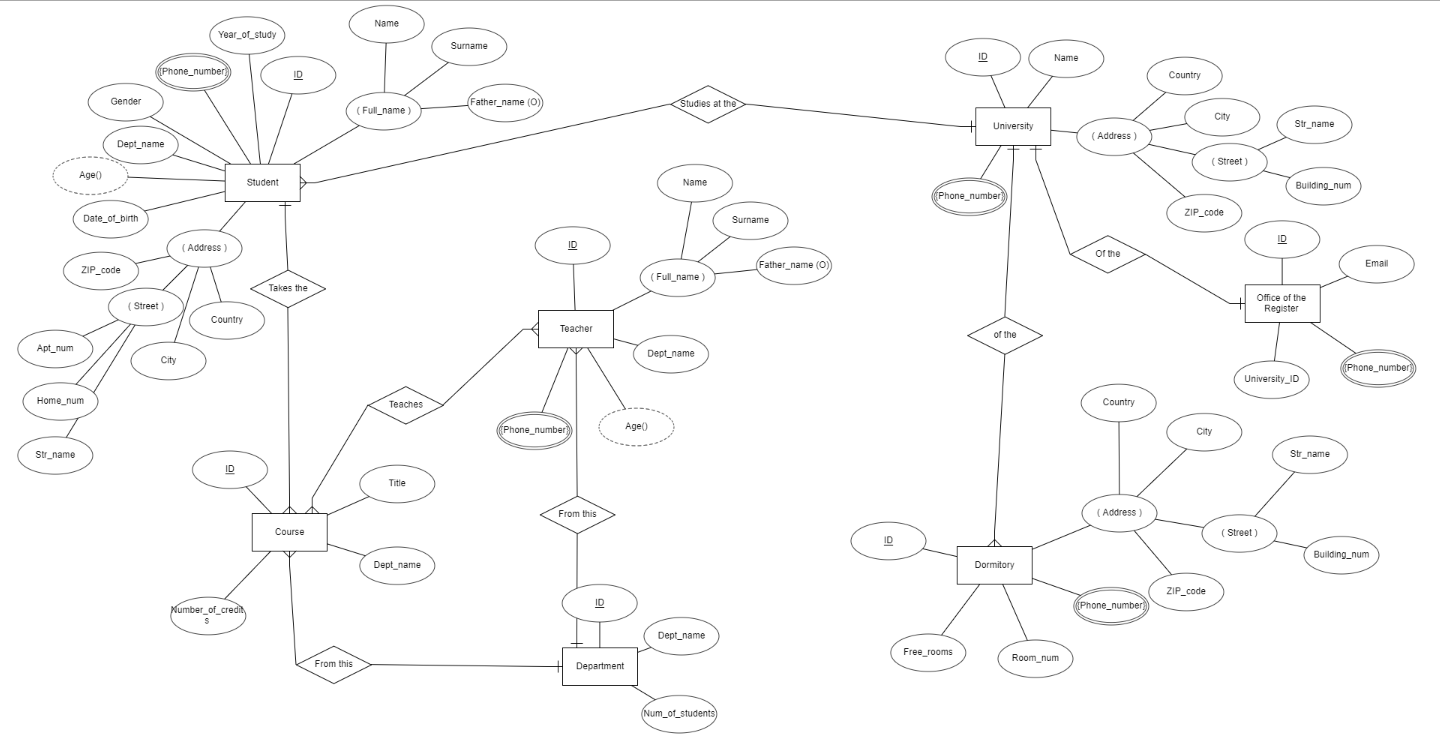 Name
Year_of_study
Surname
{Phone_number}
ID
Gender
( Full_name )
Father_name (O)
Dept_name
Age()
Student
Date_of_birth
( Address )
ZIP_code
( Street )
Country
Apt_num
City
Home_num
Str_name
Takes the
Studies at the
ID
Name
University
Country
( Address )
City
Str_name
( Street )
Building_num
{Phone_number}
ZIP_code
Of the
ID
Email
Office of the
Register
University_ID
{Phone_number}
Name
Surname
ID
( Full_name )
Father_name (O)
Teacher
Dept_name
{Phone_number}
Age()
Teaches
of the
ID
Title
Course
Dept_name
Number_of_credit
s
From this
From this
ID
Dept_name
Department
Num_of_students
Country
City
Str_name
( Address )
( Street )
Building_num
ID
Dormitory
{Phone_number}
ZIP_code
Free_rooms
Room_num